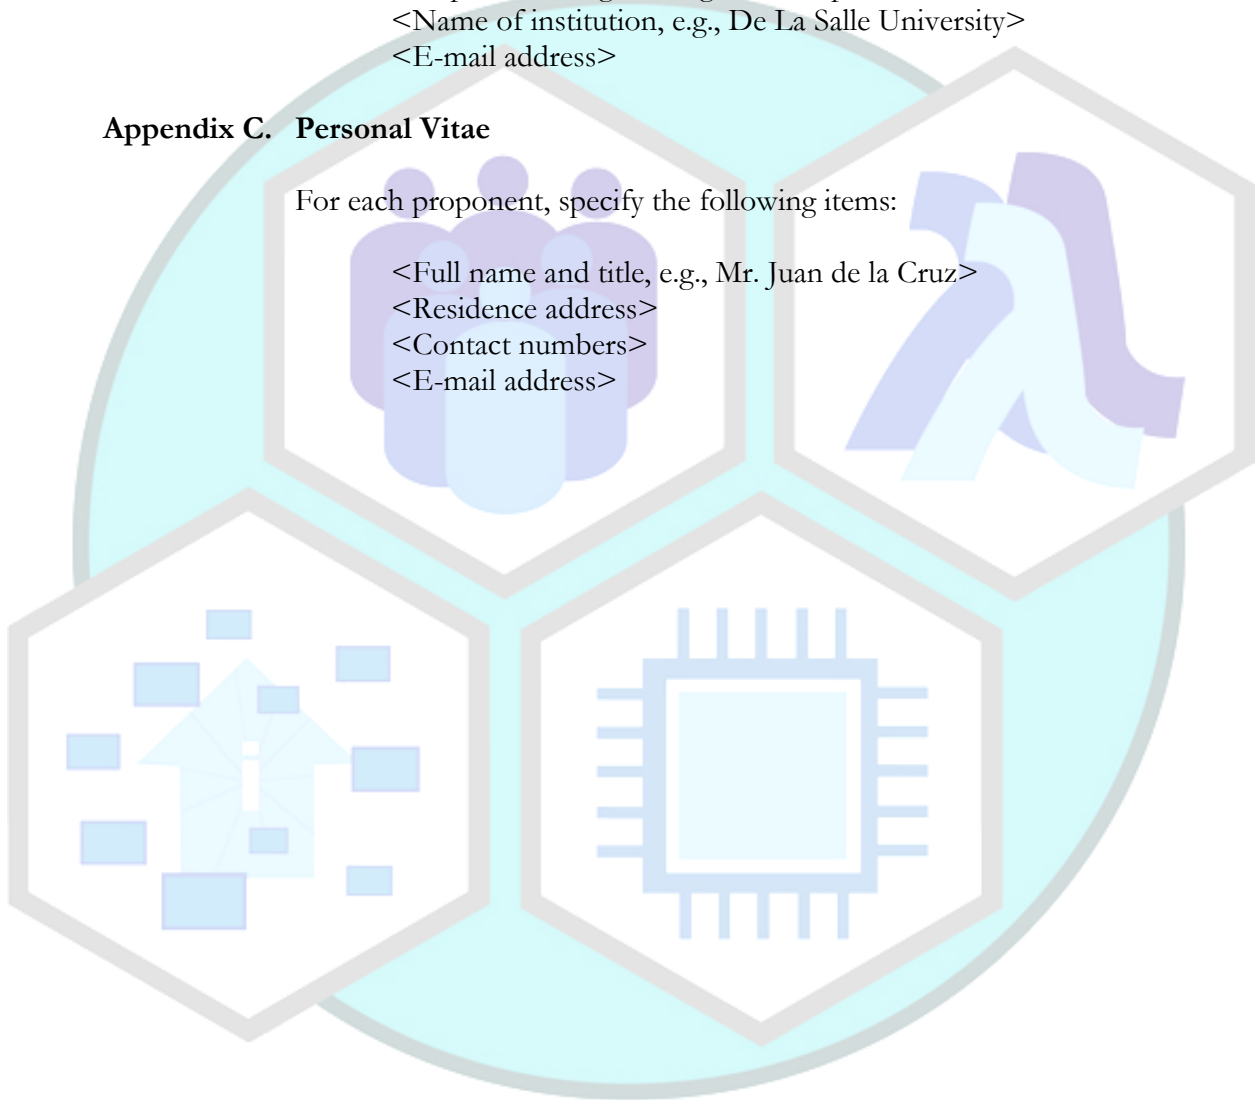 <Name of institution, e.g., De La Salle University>
<E-mail address>
Appendix C. Personal Vitae
For each proponent, specify the following items:
<Full name and title, e.g., Mr. Juan de la Cruz>
<Residence address>
<Contact numbers>
<E-mail address>